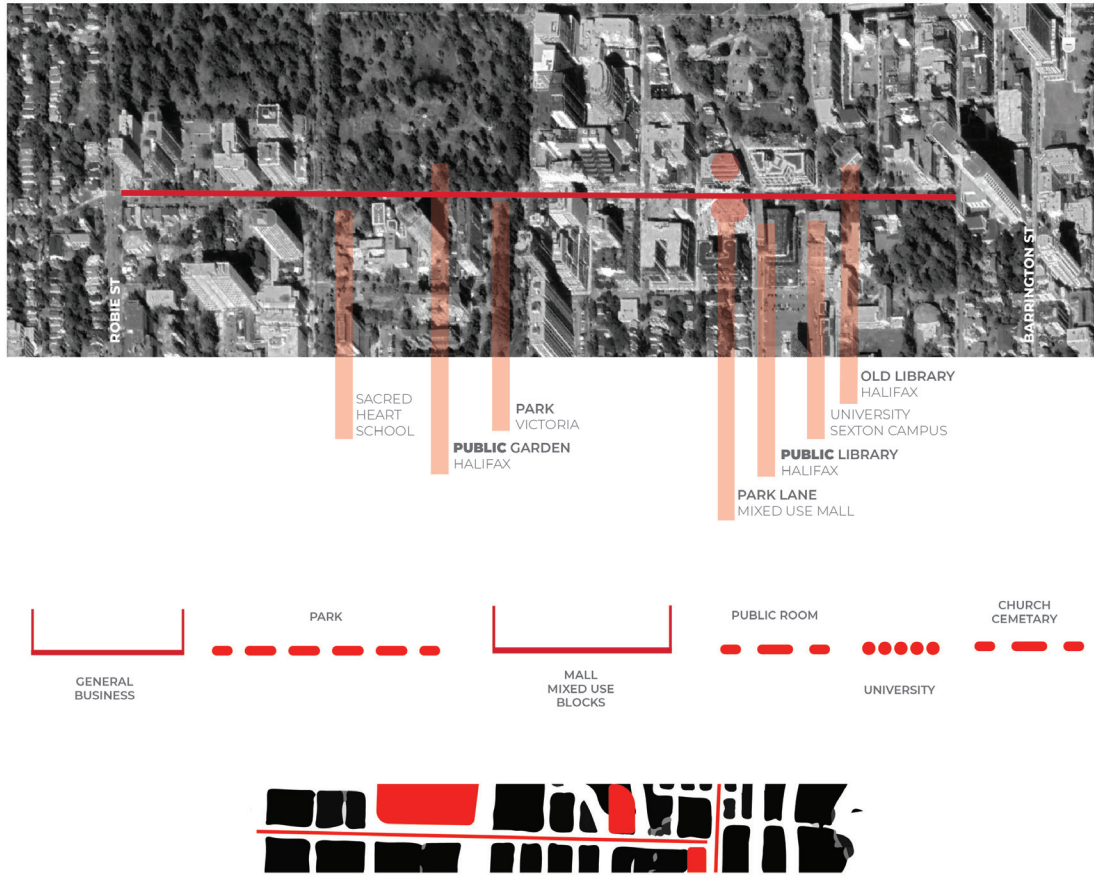 ROBIE ST
BARRINGTON ST
SACRED
HEART
SCHOOL
PUBLIC GARDEN
HALIFAX
PARK
VICTORIA
PARK LANE
MIXED USE MALL
PUBLIC LIBRARY
HALIFAX
UNIVERSITY
SEXTON CAMPUS
OLD LIBRARY
HALIFAX
GENERAL
BUSINESS
PARK
MALL
MIXED USE
BLOCKS
PUBLIC ROOM
UNIVERSITY
CHURCH
CEMETARY